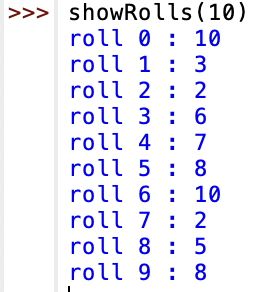 >>> showRolls(10)
roll 0 : 10
roll 1 : 3
roll 2 : 2
roll 3 : 6
roll 4 : 7
roll 5 : 8
roll 6 : 10
roll 7 : 2
roll 8 : 5
roll 9 : 8